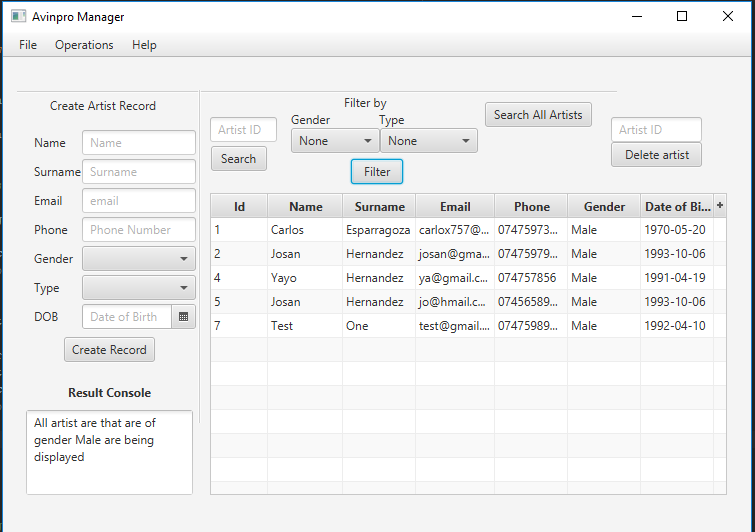 Avinpro Manager
File Operations Help
Create Artist Record
Name Name
Surname Surname
Email email
Phone Phone Number
Gender
Type
DOB Date of Birth
Create Record
Result Console
All artist are that are of
gender Male are being
displayed
Artist ID
Search
Filter by
Gender Type
None None
Filter
Search All Artists
Artist ID
Delete artist
Id Name Surname Email Phone Gender Date of Bi... +
1 Carlos Esparragoza carlox757@... 07475973... Male 1970-05-20
2 Josan Hernandez josan@gma... 07475979... Male 1993-10-06
4 Yayo Hernandez ya@gmail.c... 074757856 Male 1991-04-19
5 Josan Hernandez jo@hmail.c... 07456589... Male 1993-10-06
7 Test One test@gmail.... 07475989... Male 1992-04-10